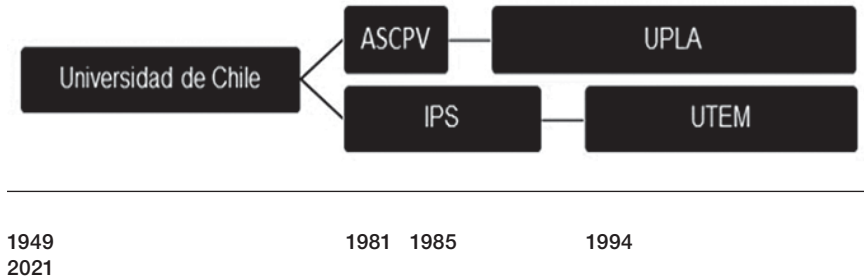 ASCPV UPLA
Universidad de Chile
IPS UTEM
1949 1981 1985 1994
2021